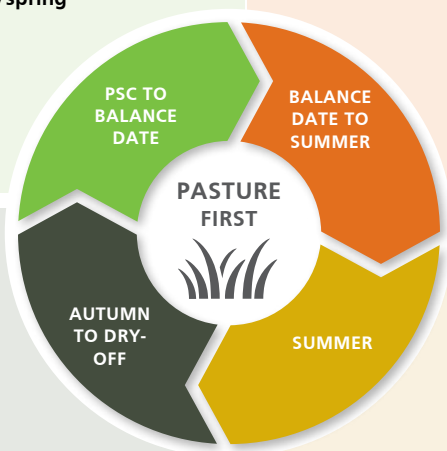 spring
PSC TO
BALANCE
DATE
BALANCE
DATE TO
SUMMER
PASTURE
FIRST
AUTUMN
TO DRY-
OFF
SUMMER